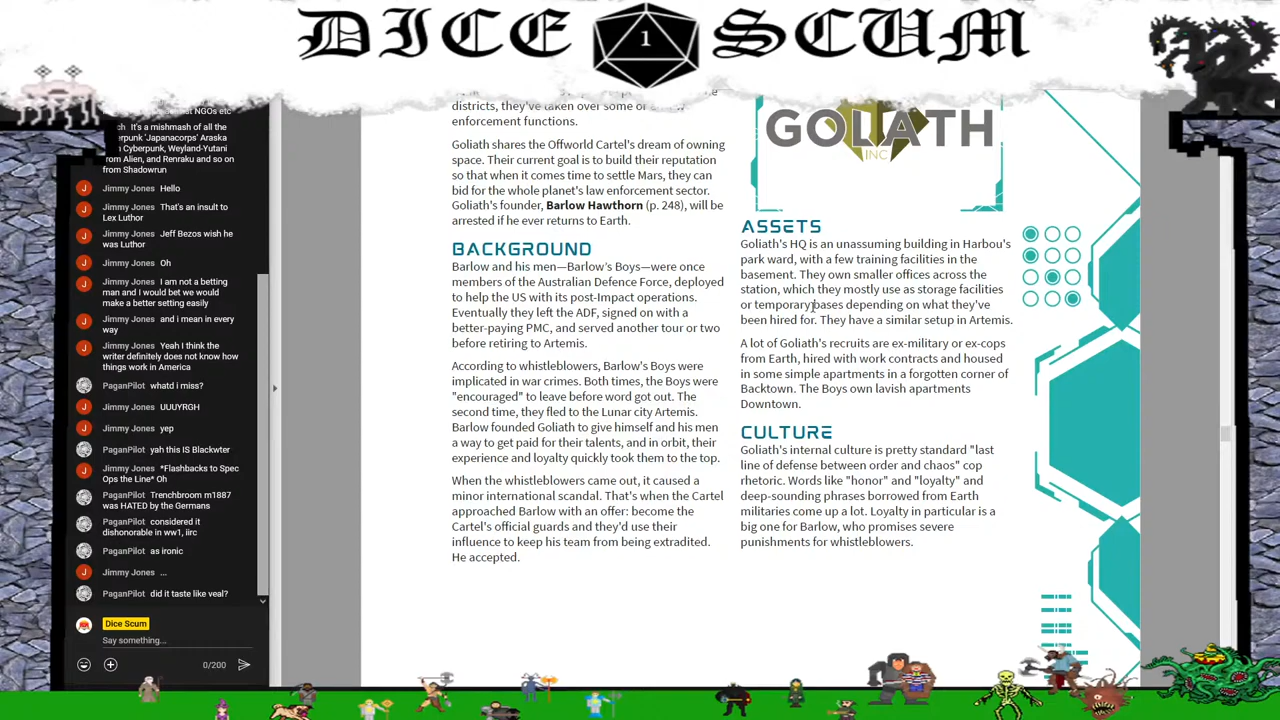 DICE 1 SCUM
NGOs etc
It's a mishmash of all the
'Japanacorps' Araska
Cyberpunk, Weyland-Yutani
from Alien, and Renraku and so on
from Shadowrun
J Jimmy Jones Hello
J Jimmy Jones That's an insult to
Lex Luthor
J Jimmy Jones Jeff Bezos wish he
was Luthor
J Jimmy Jones Oh
J Jimmy Jones I am not a betting
man and I would bet we would
make a better setting easily
J Jimmy Jones and i mean in every
way
J Jimmy Jones Yeah I think the
writer definitely does not know how
things work in America
PaganPilot whatd i miss?
J Jimmy Jones UUUYRGH
J Jimmy Jones yep
PaganPilot yah this IS Blackwter
J Jimmy Jones *Flashbacks to Spec
Ops the Line* Oh
PaganPilot Trenchbroom m1887
was HATED by the Germans
PaganPilot considered it
dishonorable in ww1, iirc
PaganPilot as ironic
J Jimmy Jones ...
PaganPilot did it taste like veal?
Dice Scum
Say something...
0/200
districts, they've taken over some of
enforcement functions.
Goliath shares the Offworld Cartel's dream of owning
space. Their current goal is to build their reputation
so that when it comes time to settle Mars, they can
bid for the whole planet's law enforcement sector.
Goliath's founder, Barlow Hawthorn (p. 248), will be
arrested if he ever returns to Earth.
BACKGROUND
Barlow and his men—Barlow's Boys—were once
members of the Australian Defence Force, deployed
to help the US with its post-Impact operations.
Eventually they left the ADF, signed on with a
better-paying PMC, and served another tour or two
before retiring to Artemis.
According to whistleblowers, Barlow's Boys were
implicated in war crimes. Both times, the Boys were
"encouraged" to leave before word got out. The
second time, they fled to the Lunar city Artemis.
Barlow founded Goliath to give himself and his men
a way to get paid for their talents, and in orbit, their
experience and loyalty quickly took them to the top.
When the whistleblowers came out, it caused a
minor international scandal. That's when the Cartel
approached Barlow with an offer: become the
Cartel's official guards and they'd use their
influence to keep his team from being extradited.
He accepted.
GOLIATH
INC
ASSETS
Goliath's HQ is an unassuming building in Harbou's
park ward, with a few training facilities in the
basement. They own smaller offices across the
station, which they mostly use as storage facilities
or temporary bases depending on what they've
been hired for. They have a similar setup in Artemis.
A lot of Goliath's recruits are ex-military or ex-cops
from Earth, hired with work contracts and housed
in some simple apartments in a forgotten corner of
Backtown. The Boys own lavish apartments
Downtown.
CULTURE
Goliath's internal culture is pretty standard "last
line of defense between order and chaos" cop
rhetoric. Words like "honor" and "loyalty" and
deep-sounding phrases borrowed from Earth
militaries come up a lot. Loyalty in particular is a
big one for Barlow, who promises severe
punishments for whistleblowers.